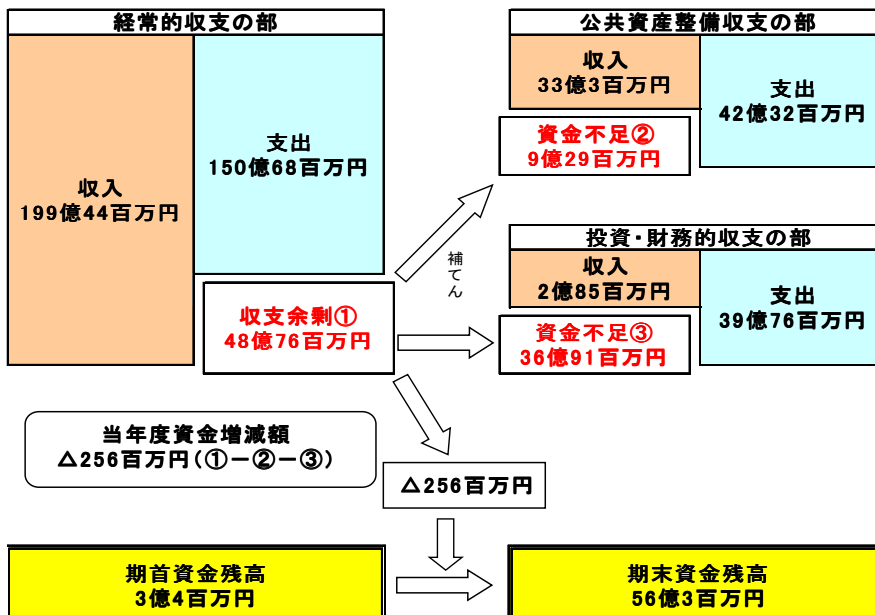 経常的収支の部
収入
199億44百万円
支出
150億68百万円
収支余剰①
48億76百万円
補てん
公共資産整備収支の部
収入
33億3百万円
支出
42億32百万円
資金不足②
9億29百万円
投資・財務的収支の部
収入
2億85百万円
支出
39億76百万円
資金不足③
36億91百万円
当年度資金増減額
△256百万円(①－②－③)
△256百万円
期首資金残高
3億4百万円
期末資金残高
56億3百万円